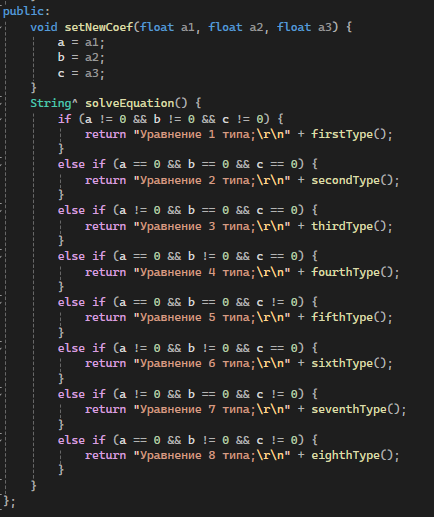 public:
    void setNewCoef(float a1, float a2, float a3) {
        a = a1;
        b = a2;
        c = a3;
    }
    String^ solveEquation() {
        if (a != 0 && b != 0 && c != 0) {
            return "Уравнение 1 типа;\r\n" + firstType();
        }
        else if (a == 0 && b == 0 && c == 0) {
            return "Уравнение 2 типа;\r\n" + secondType();
        }
        else if (a != 0 && b == 0 && c == 0) {
            return "Уравнение 3 типа;\r\n" + thirdType();
        }
        else if (a == 0 && b != 0 && c == 0) {
            return "Уравнение 4 типа;\r\n" + fourthType();
        }
        else if (a == 0 && b == 0 && c != 0) {
            return "Уравнение 5 типа;\r\n" + fifthType();
        }
        else if (a != 0 && b != 0 && c == 0) {
            return "Уравнение 6 типа;\r\n" + sixthType();
        }
        else if (a != 0 && b == 0 && c != 0) {
            return "Уравнение 7 типа;\r\n" + seventhType();
        }
        else if (a == 0 && b != 0 && c != 0) {
            return "Уравнение 8 типа;\r\n" + eighthType();
        }
    }
};